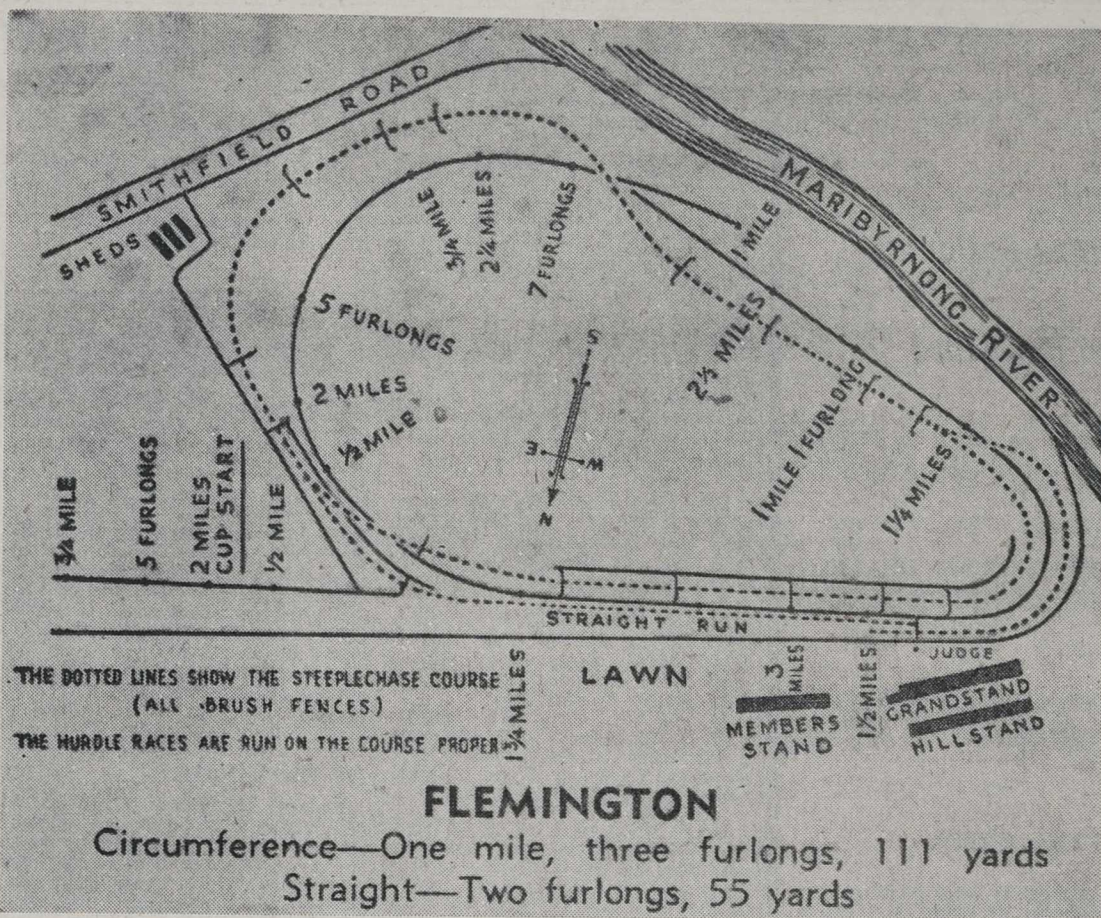 SMITHFIELD ROAD
MARIBYRNONG RIVER
SHEDS
3/4 MILE
2 1/4 MILES
7 FURLONGS
1 MILE
5 FURLONGS
2 MILES
1/2 MILE
2 1/2 MILES
1 MILE 1 FURLONG
1 1/4 MILES
S
E
W
N
3/4 MILE
5 FURLONGS
2 MILES
CUP START
1/2 MILE
STRAIGHT RUN
JUDGE
LAWN
3 MILES
MEMBERS
STAND
1 1/2 MILES
GRANDSTAND
HILL STAND
1 3/4 MILES
THE DOTTED LINES SHOW THE STEEPLECHASE COURSE
(ALL BRUSH FENCES)
THE HURDLE RACES ARE RUN ON THE COURSE PROPER
FLEMINGTON
Circumference—One mile, three furlongs, 111 yards
Straight—Two furlongs, 55 yards